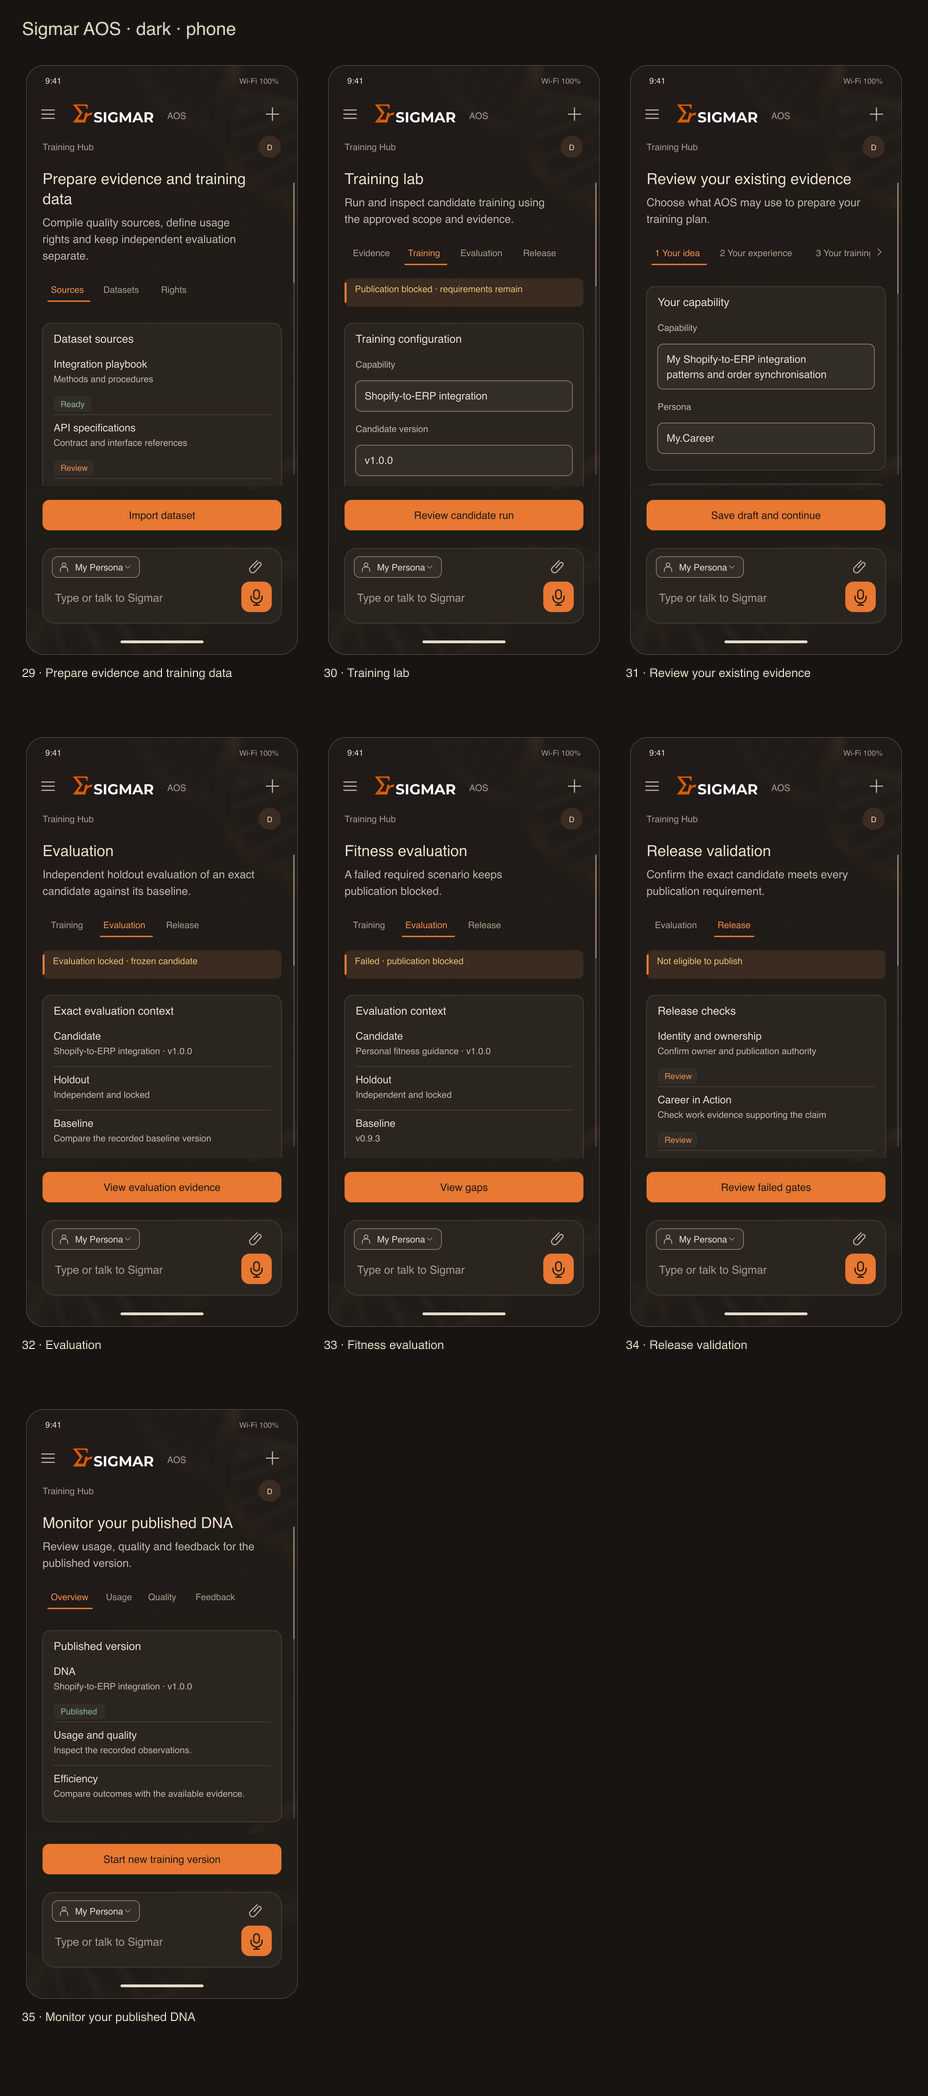 Sigmar AOS · dark · phone
9:41
Wi-Fi 100%
SIGMAR AOS
Training Hub
D
Prepare evidence and training
data
Compile quality sources, define usage
rights and keep independent evaluation
separate.
Sources Datasets Rights
Dataset sources
Integration playbook
Methods and procedures
Ready
API specifications
Contract and interface references
Review
Import dataset
My Persona
Type or talk to Sigmar
29 · Prepare evidence and training data
9:41
Wi-Fi 100%
SIGMAR AOS
Training Hub
D
Training lab
Run and inspect candidate training using
the approved scope and evidence.
Evidence Training Evaluation Release
Publication blocked · requirements remain
Training configuration
Capability
Shopify-to-ERP integration
Candidate version
v1.0.0
Review candidate run
My Persona
Type or talk to Sigmar
30 · Training lab
9:41
Wi-Fi 100%
SIGMAR AOS
Training Hub
D
Review your existing evidence
Choose what AOS may use to prepare your
training plan.
1 Your idea 2 Your experience 3 Your training
Your capability
Capability
My Shopify-to-ERP integration
patterns and order synchronisation
Persona
My.Career
Save draft and continue
My Persona
Type or talk to Sigmar
31 · Review your existing evidence
9:41
Wi-Fi 100%
SIGMAR AOS
Training Hub
D
Evaluation
Independent holdout evaluation of an exact
candidate against its baseline.
Training Evaluation Release
Evaluation locked · frozen candidate
Exact evaluation context
Candidate
Shopify-to-ERP integration · v1.0.0
Holdout
Independent and locked
Baseline
Compare the recorded baseline version
View evaluation evidence
My Persona
Type or talk to Sigmar
32 · Evaluation
9:41
Wi-Fi 100%
SIGMAR AOS
Training Hub
D
Fitness evaluation
A failed required scenario keeps
publication blocked.
Training Evaluation Release
Failed · publication blocked
Evaluation context
Candidate
Personal fitness guidance · v1.0.0
Holdout
Independent and locked
Baseline
v0.9.3
View gaps
My Persona
Type or talk to Sigmar
33 · Fitness evaluation
9:41
Wi-Fi 100%
SIGMAR AOS
Training Hub
D
Release validation
Confirm the exact candidate meets every
publication requirement.
Evaluation Release
Not eligible to publish
Release checks
Identity and ownership
Confirm owner and publication authority
Review
Career in Action
Check work evidence supporting the claim
Review
Review failed gates
My Persona
Type or talk to Sigmar
34 · Release validation
9:41
Wi-Fi 100%
SIGMAR AOS
Training Hub
D
Monitor your published DNA
Review usage, quality and feedback for the
published version.
Overview Usage Quality Feedback
Published version
DNA
Shopify-to-ERP integration · v1.0.0
Published
Usage and quality
Inspect the recorded observations.
Efficiency
Compare outcomes with the available evidence.
Start new training version
My Persona
Type or talk to Sigmar
35 · Monitor your published DNA